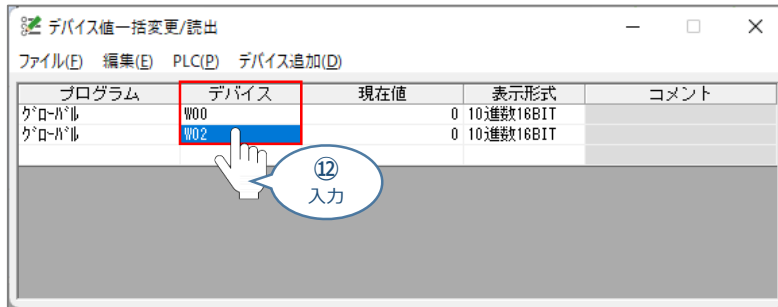 デバイス値一括変更/読出
ファイル(F) 編集(E) PLC(P) デバイス追加(D)
プログラム デバイス 現在値 表示形式 コメント
グローバル W00 0 10進数16BIT
グローバル W02 0 10進数16BIT
⑫
入力